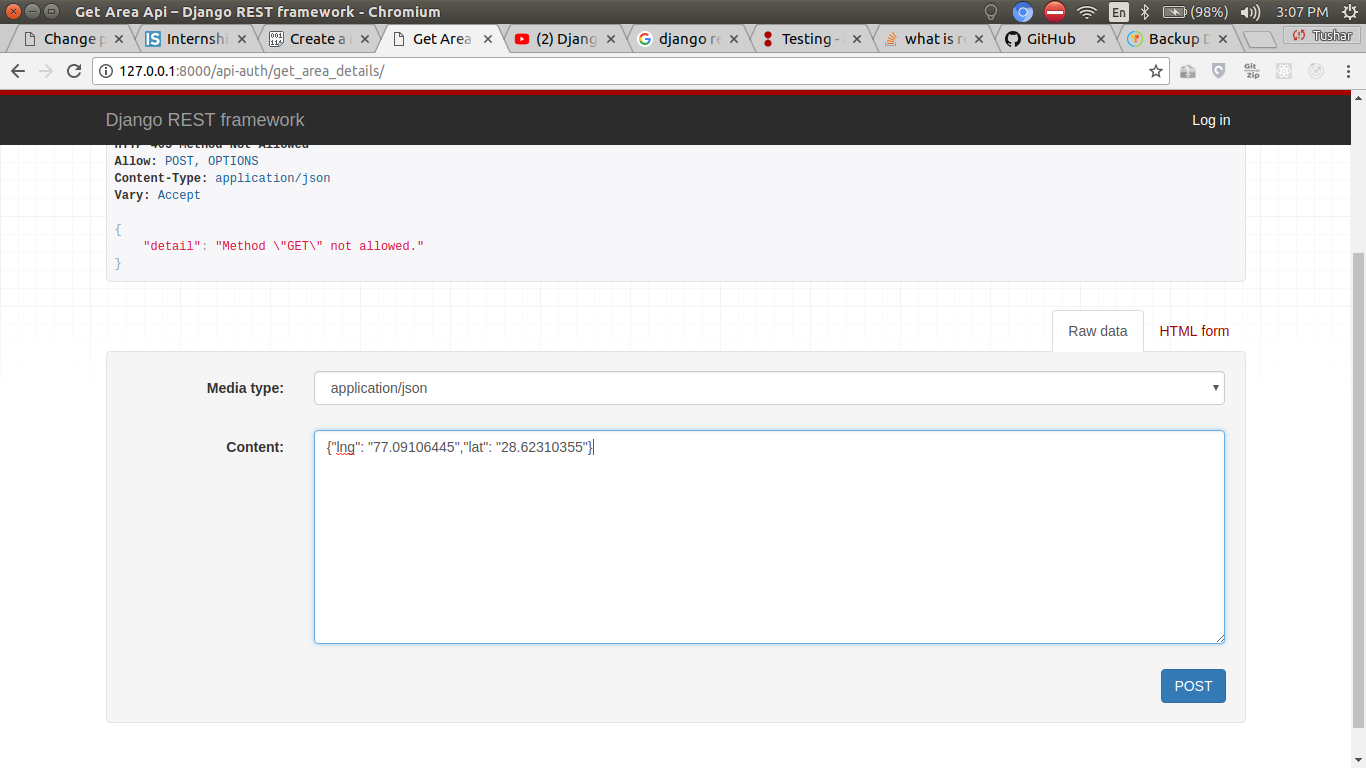 Get Area Api – Django REST framework - Chromium
En (98%) 3:07 PM
Change p Internshi Create a Get Area (2) Djang django re Testing - what is re GitHub Backup D Tushar
127.0.0.1:8000/api-auth/get_area_details/
Django REST framework Log in
HTTP 405 Method Not Allowed
Allow: POST, OPTIONS
Content-Type: application/json
Vary: Accept
{
"detail": "Method \"GET\" not allowed."
}
Raw data HTML form
Media type: application/json
Content: {"lng": "77.09106445","lat": "28.62310355"}
POST